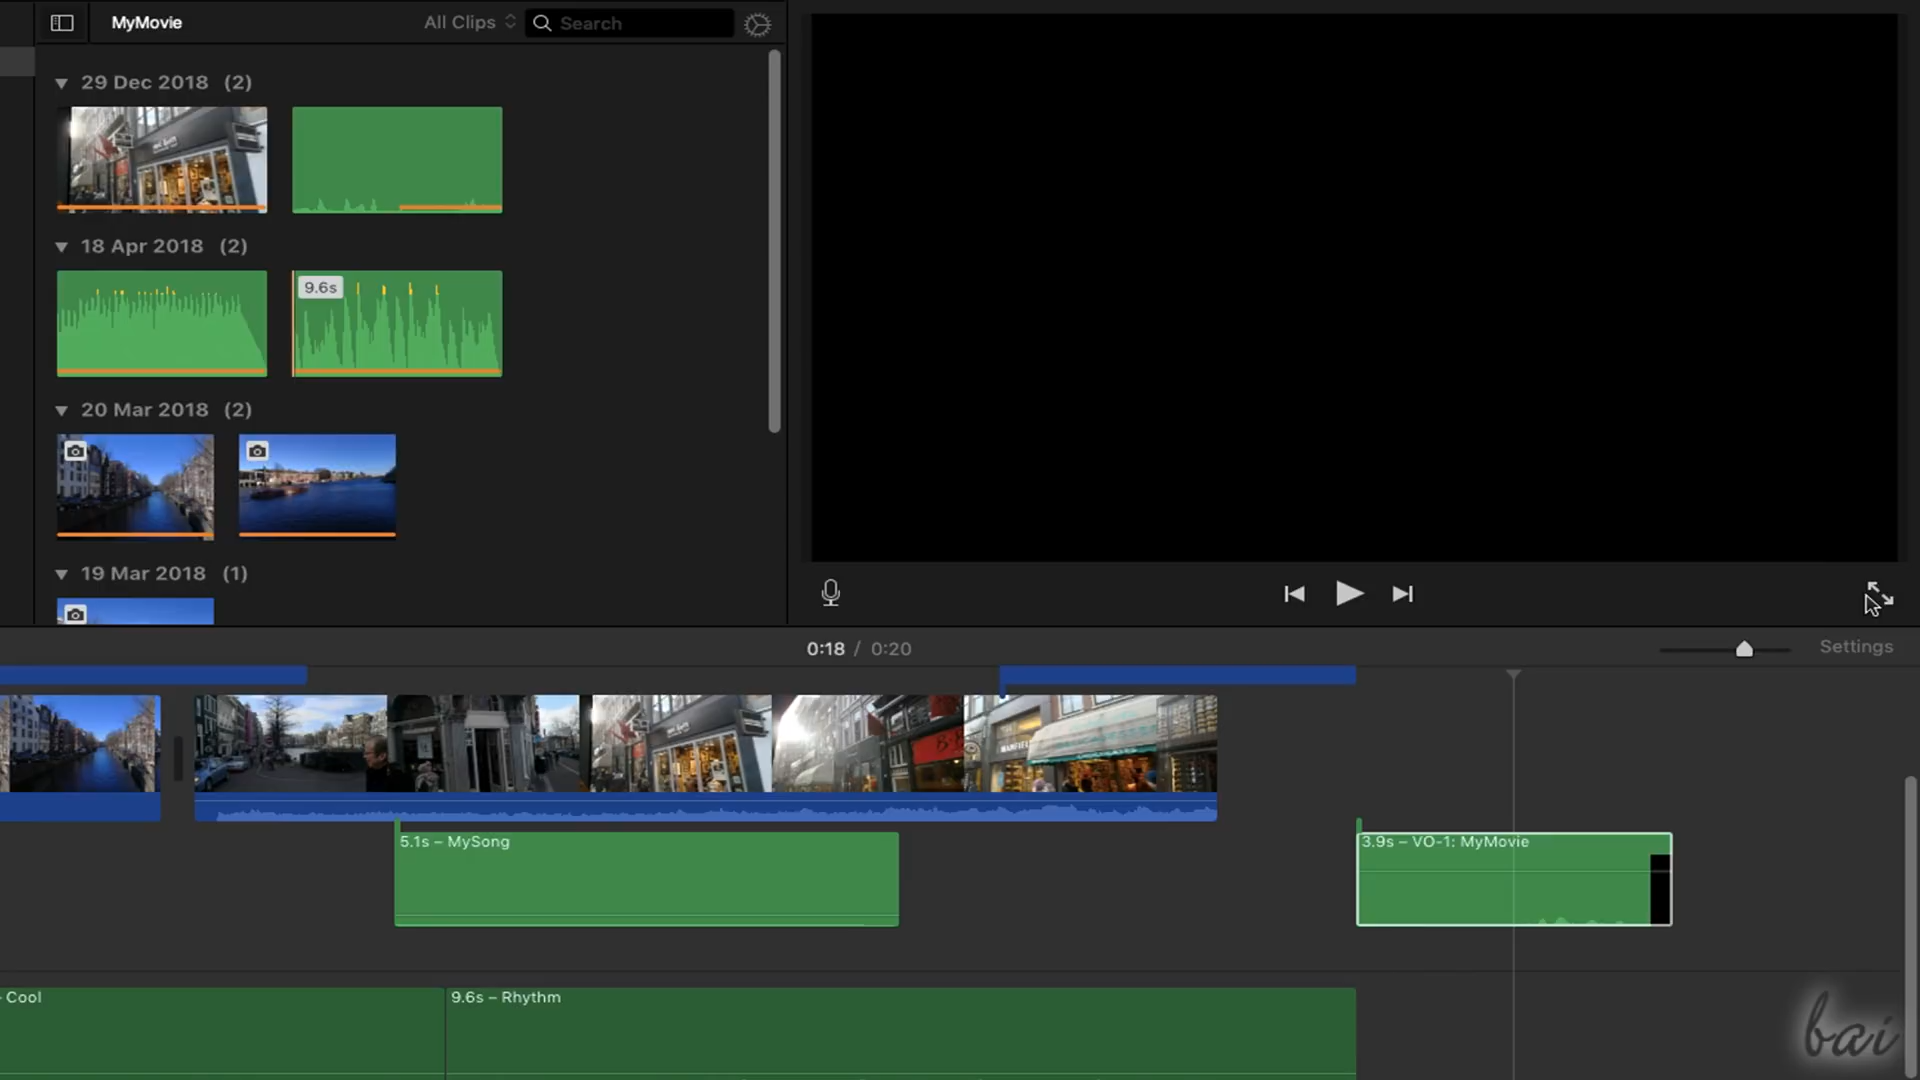 MyMovie
All Clips
Search
29 Dec 2018 (2)
18 Apr 2018 (2)
9.6s
20 Mar 2018 (2)
19 Mar 2018 (1)
0:18 / 0:20
Settings
5.1s – MySong
3.9s – VO-1: MyMovie
- Cool
9.6s – Rhythm
bai